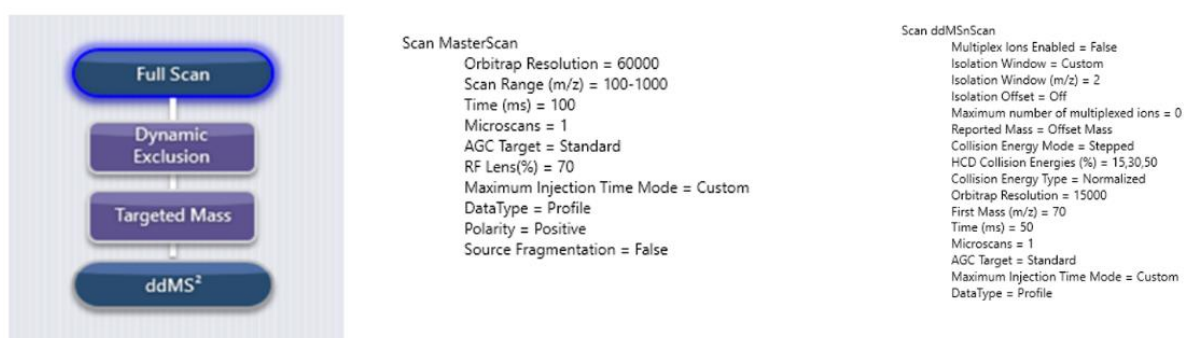 Full Scan
Dynamic
Exclusion
Targeted Mass
ddMS²
Scan MasterScan
Orbitrap Resolution = 60000
Scan Range (m/z) = 100-1000
Time (ms) = 100
Microscans = 1
AGC Target = Standard
RF Lens(%) = 70
Maximum Injection Time Mode = Custom
DataType = Profile
Polarity = Positive
Source Fragmentation = False
Scan ddMSnScan
Multiplex Ions Enabled = False
Isolation Window = Custom
Isolation Window (m/z) = 2
Isolation Offset = Off
Maximum number of multiplexed ions = 0
Reported Mass = Offset Mass
Collision Energy Mode = Stepped
HCD Collision Energies (%) = 15,30,50
Collision Energy Type = Normalized
Orbitrap Resolution = 15000
First Mass (m/z) = 70
Time (ms) = 50
Microscans = 1
AGC Target = Standard
Maximum Injection Time Mode = Custom
DataType = Profile